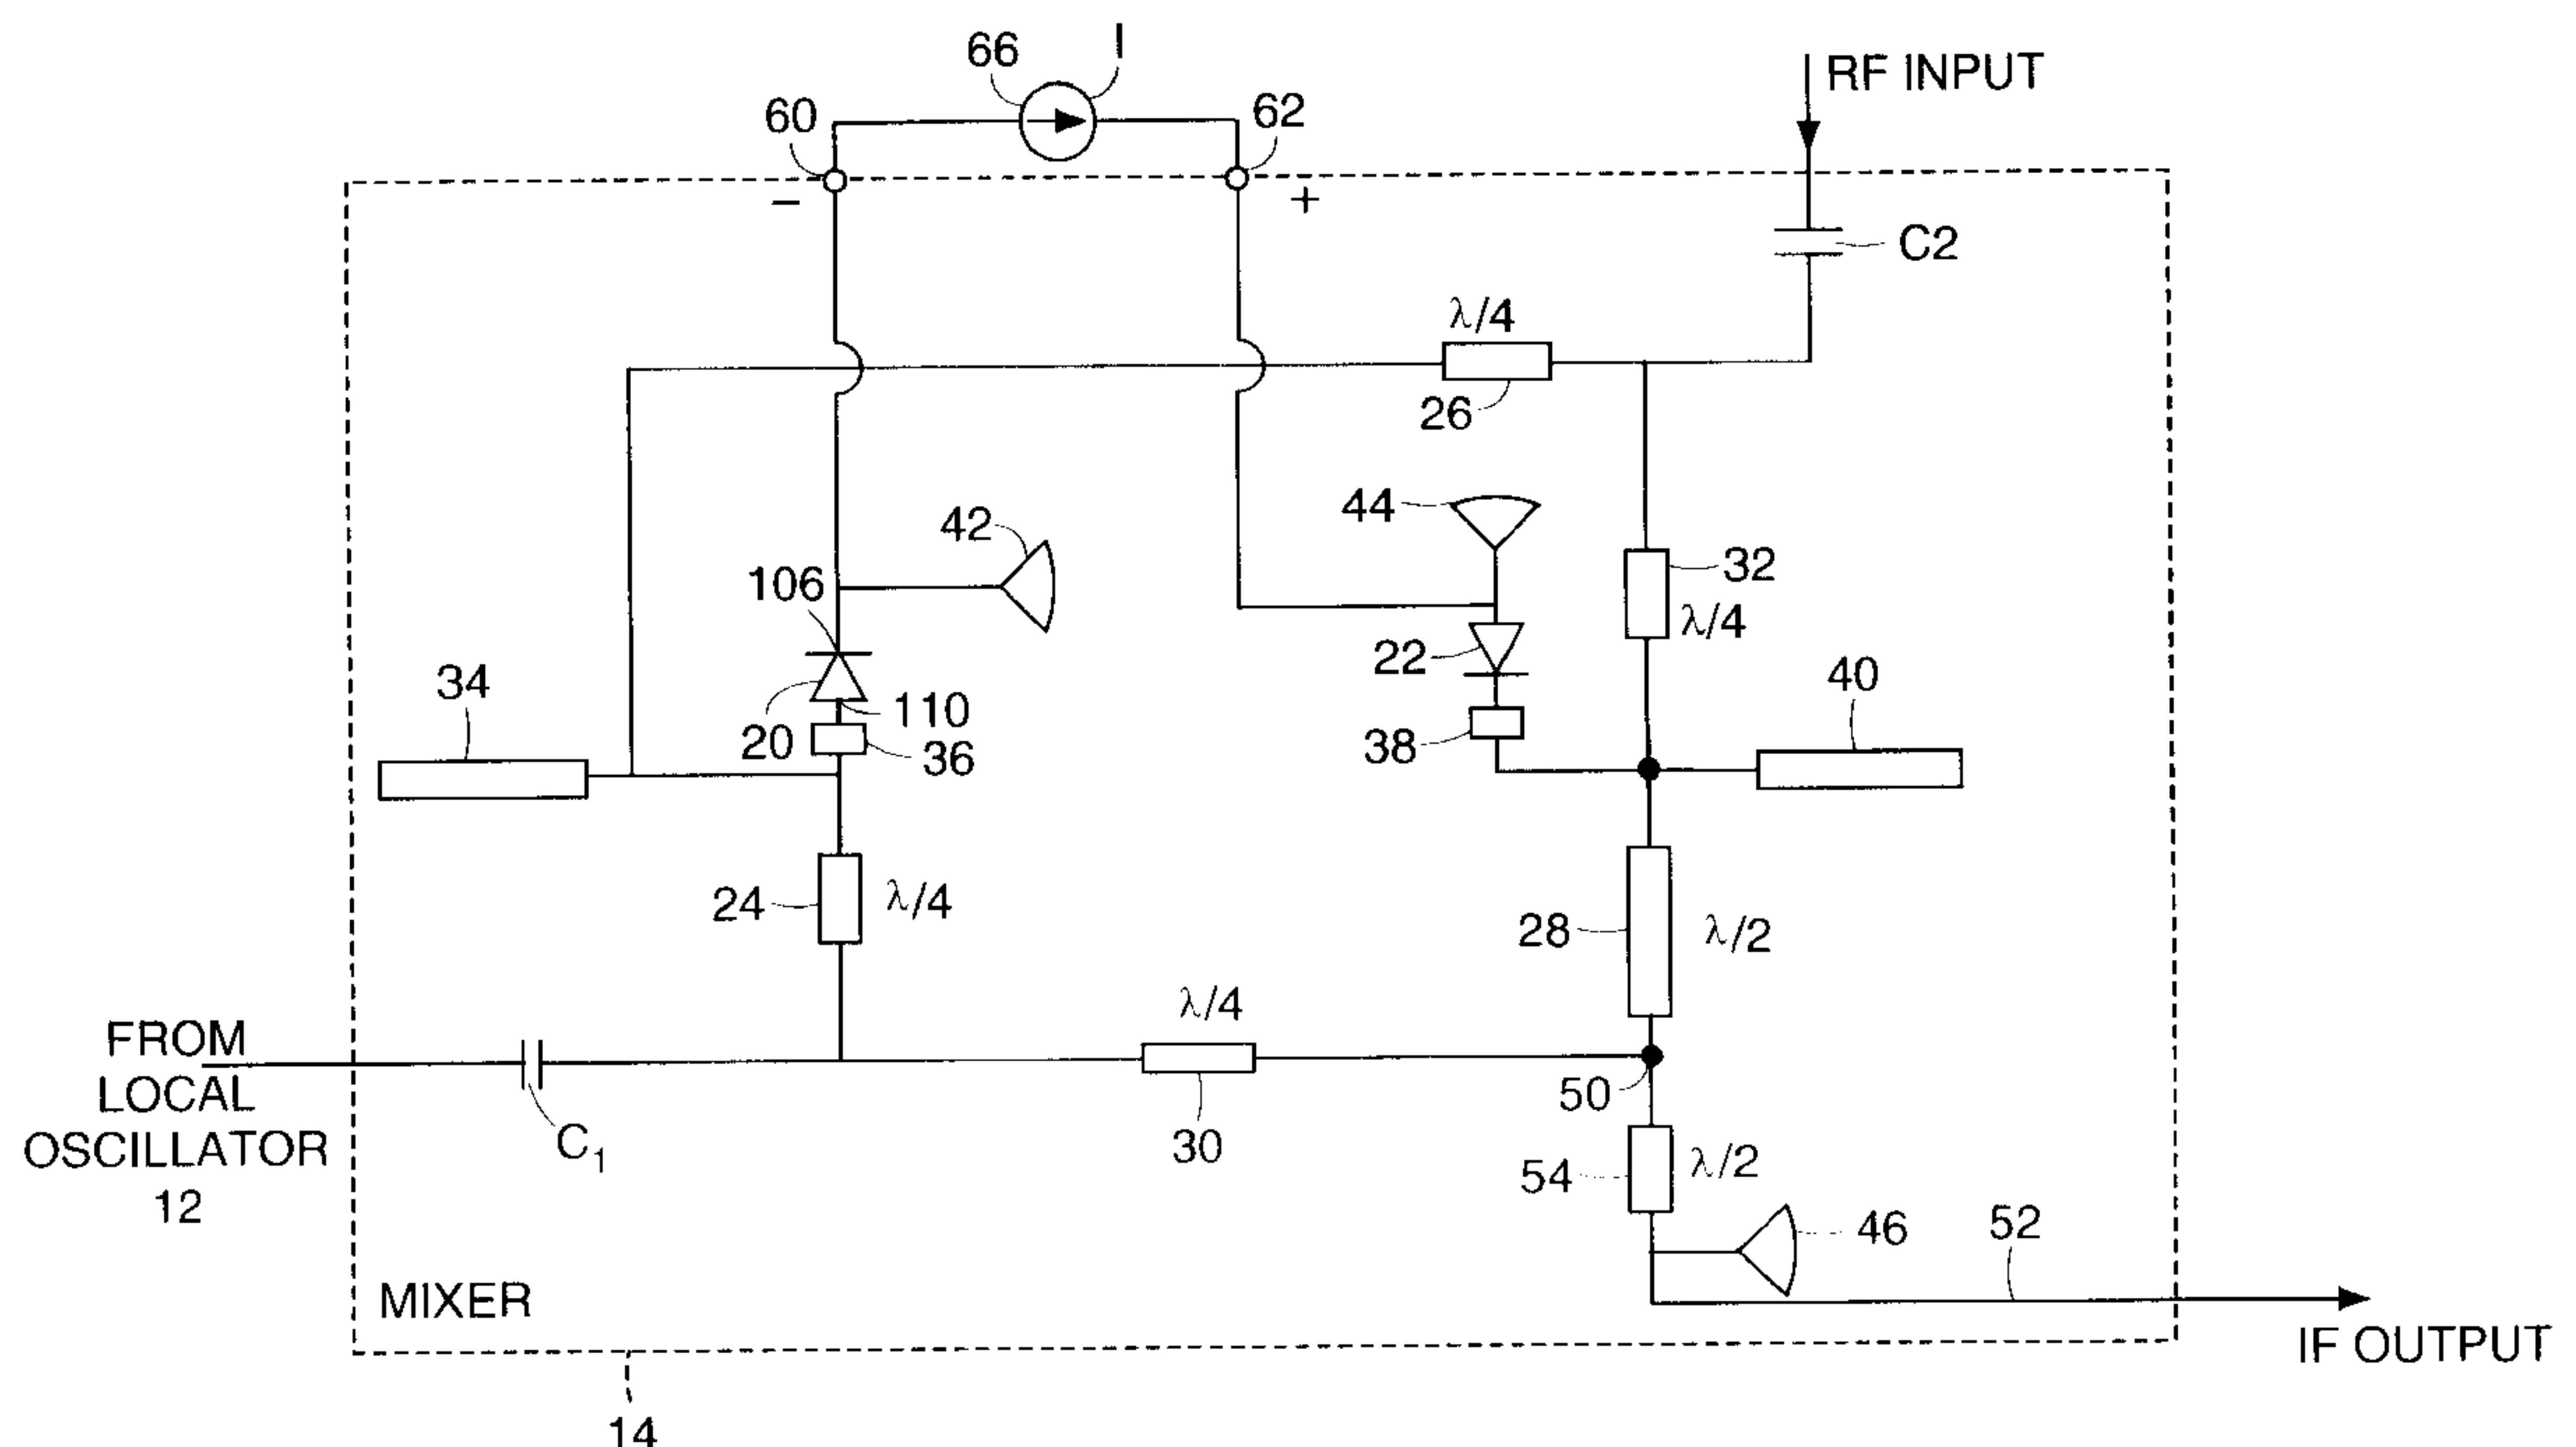 66
I
RF INPUT
60
62
−
+
C2
λ/4
26
44
42
32
λ/4
106
22
40
34
110
20
36
38
24
λ/4
28
λ/2
λ/4
FROM
LOCAL
OSCILLATOR
12
C1
30
50
54
λ/2
46
52
MIXER
IF OUTPUT
14